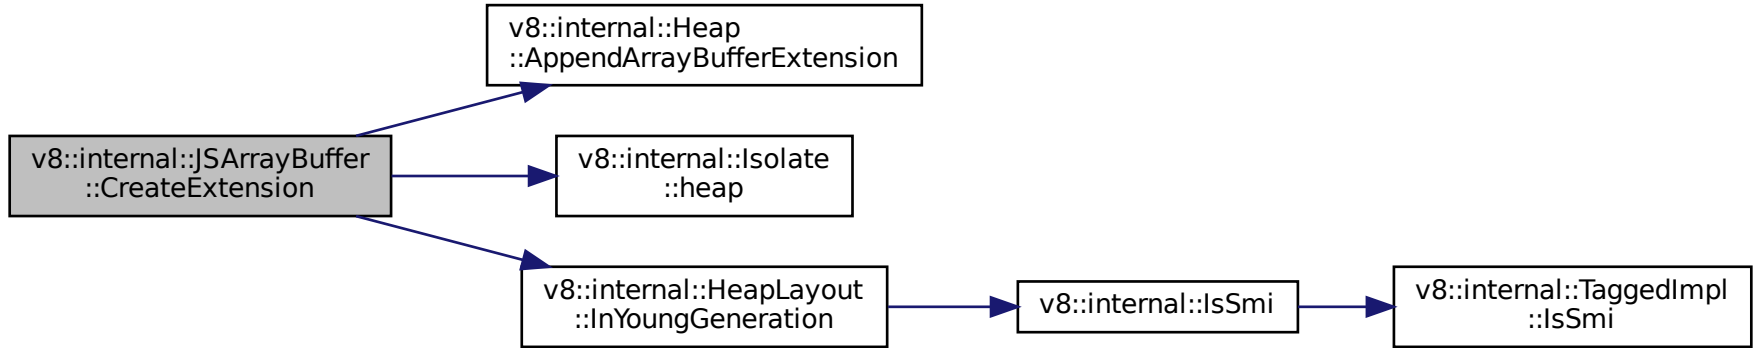 v8::internal::Heap
::AppendArrayBufferExtension
v8::internal::JSArrayBuffer
::CreateExtension
v8::internal::Isolate
::heap
v8::internal::HeapLayout
::InYoungGeneration
v8::internal::IsSmi
v8::internal::TaggedImpl
::IsSmi